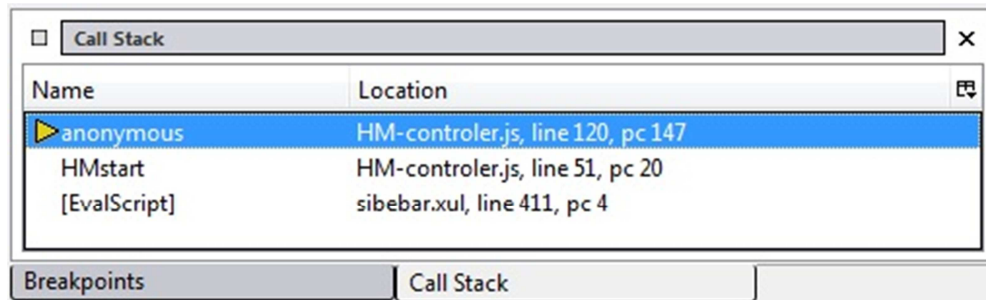 Call Stack
Name Location
anonymous HM-controler.js, line 120, pc 147
HMstart HM-controler.js, line 51, pc 20
[EvalScript] sibebar.xul, line 411, pc 4
Breakpoints Call Stack